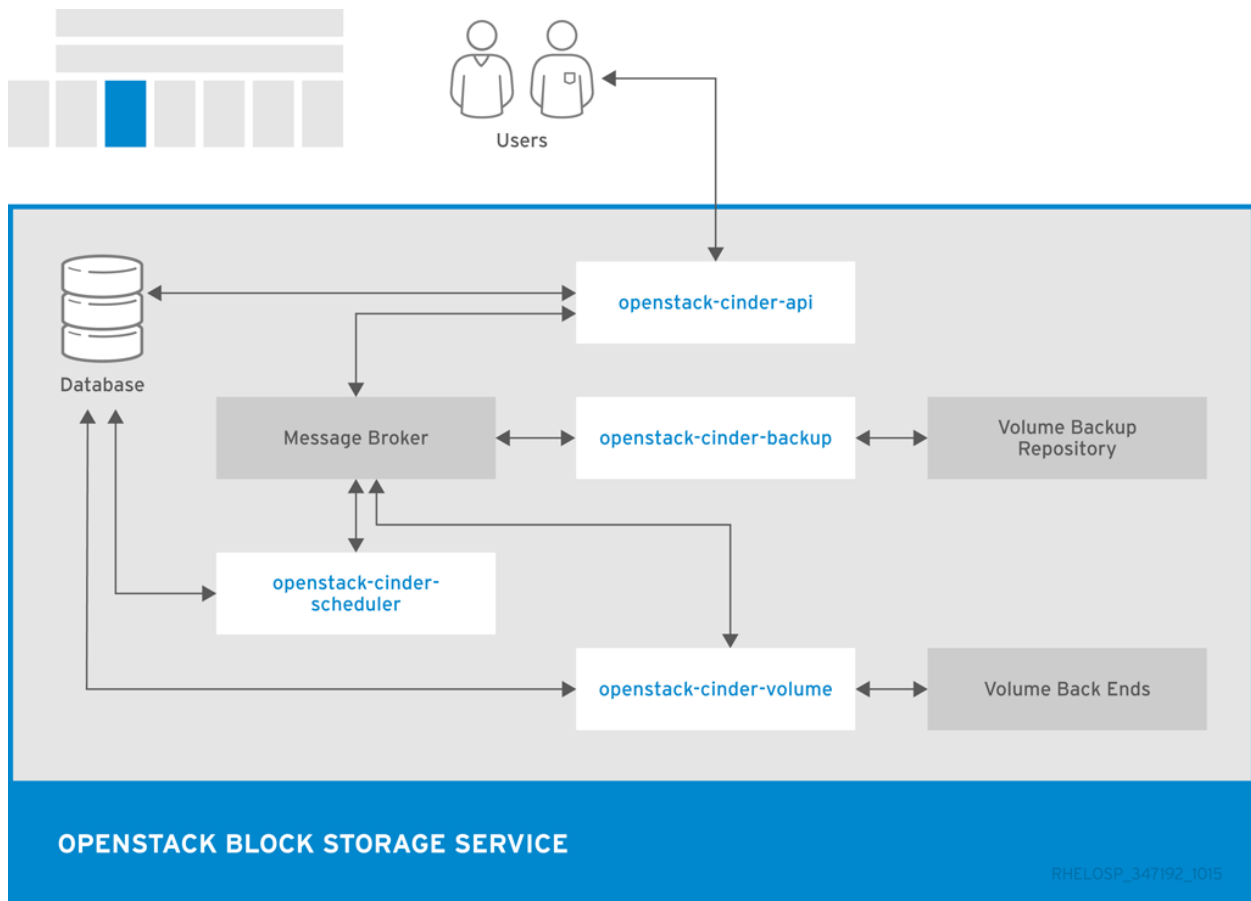 Users
openstack-cinder-api
Database
Message Broker
openstack-cinder-backup
Volume Backup
Repository
openstack-cinder-
scheduler
openstack-cinder-volume
Volume Back Ends
OPENSTACK BLOCK STORAGE SERVICE
RHELOSP_347192_1015